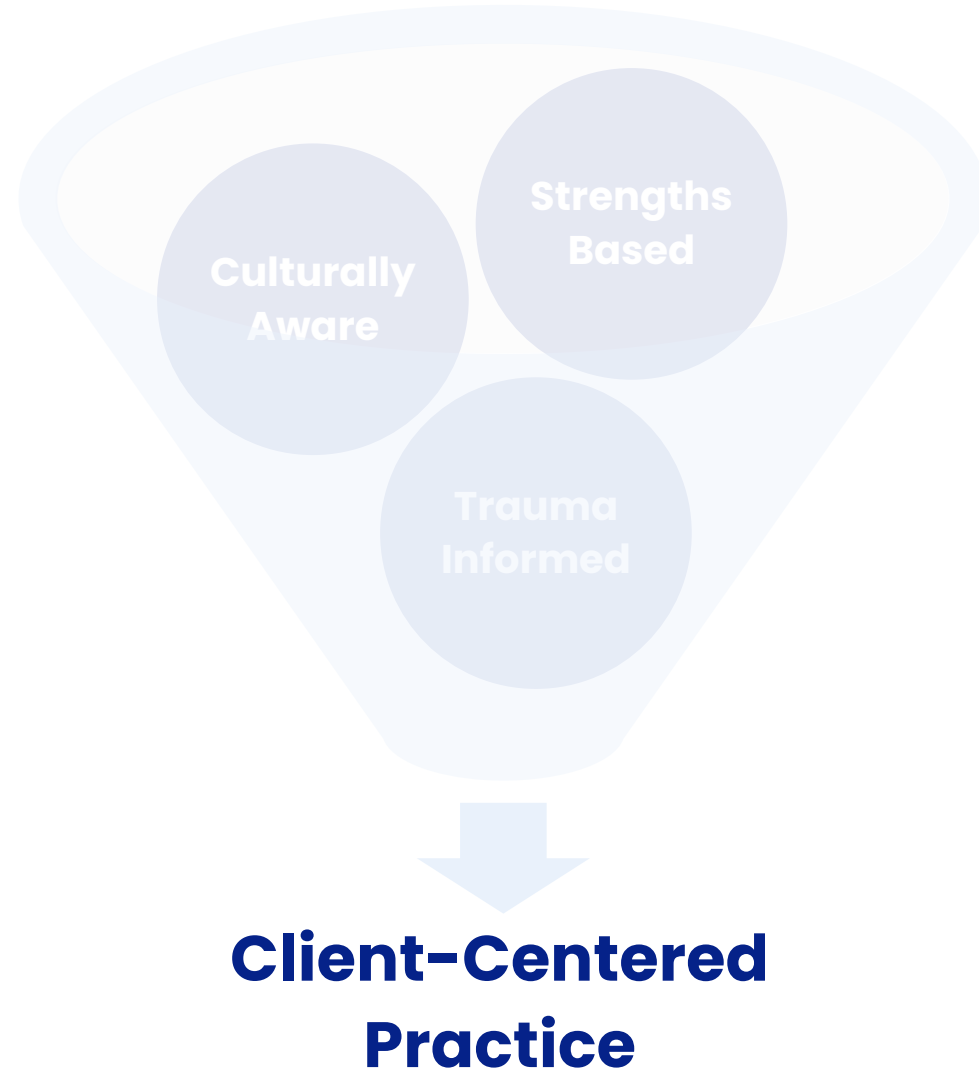 Strengths
Based
Culturally
Aware
Trauma
Informed
Client-Centered
Practice